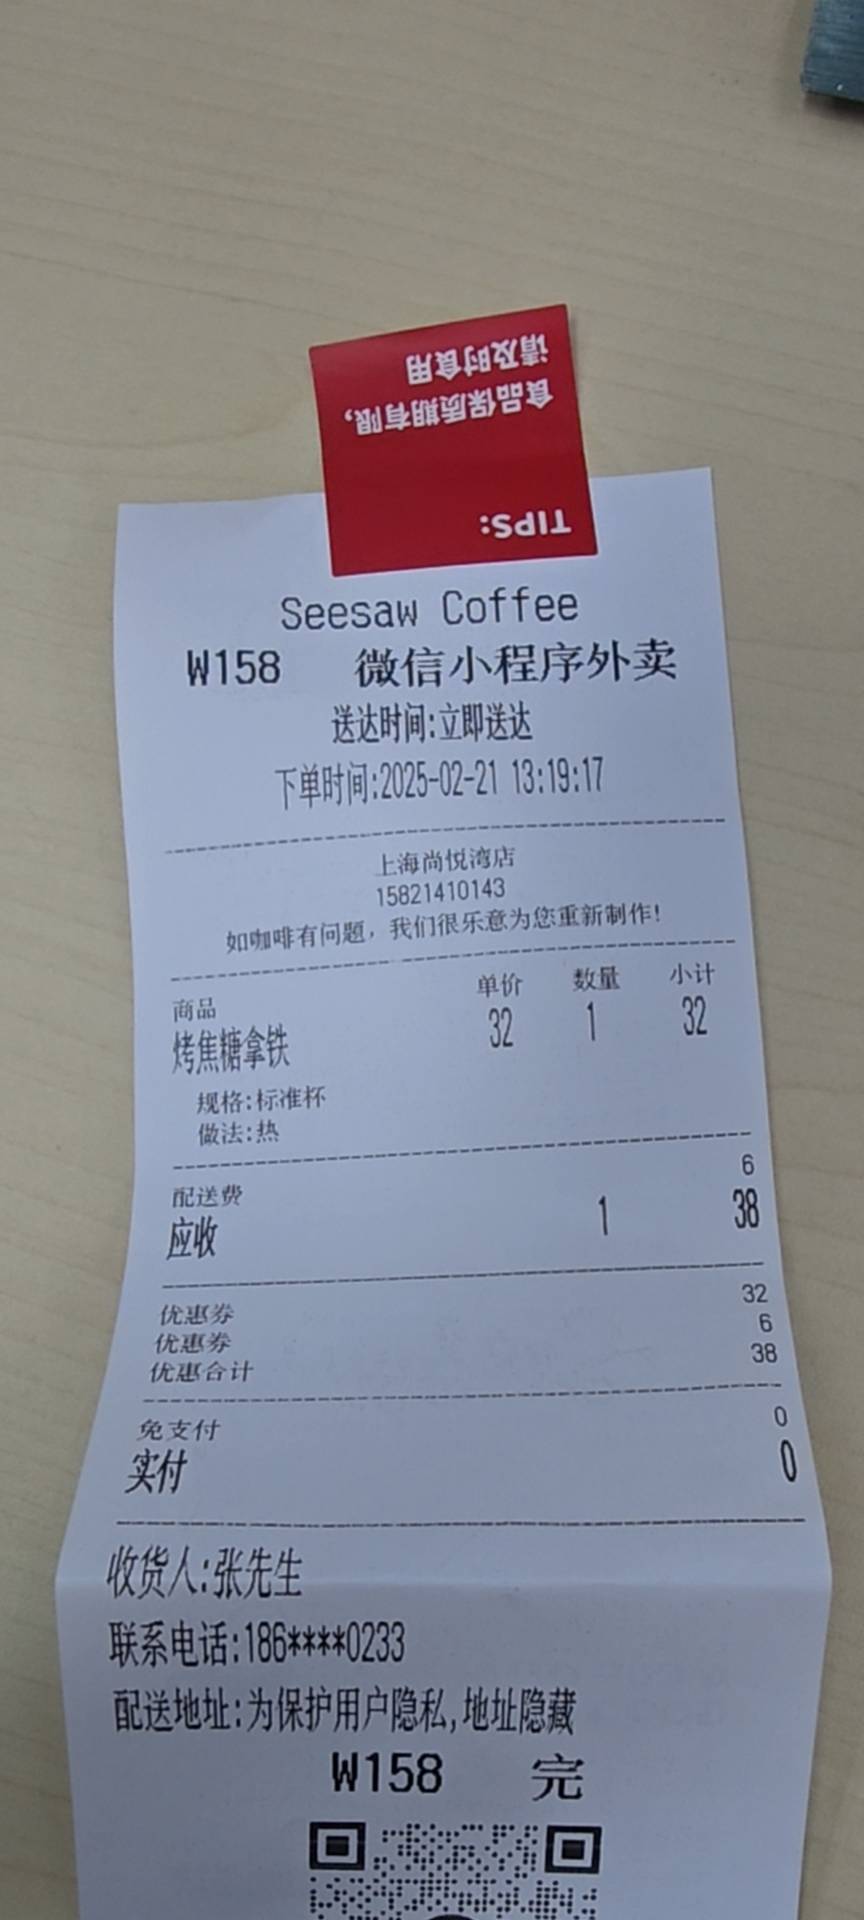 TIPS:
食品保质期有限，
请及时食用
Seesaw Coffee
W158 微信小程序外卖
送达时间:立即送达
下单时间:2025-02-21 13:19:17
上海尚悦湾店
15821410143
如咖啡有问题，我们很乐意为您重新制作!
商品 单价 数量 小计
烤焦糖拿铁 32 1 32
规格:标准杯
做法:热
配送费 6
应收 1 38
优惠券 32
优惠券 6
优惠合计 38
免支付 0
实付 0
收货人:张先生
联系电话:186****0233
配送地址:为保护用户隐私,地址隐藏
W158 完